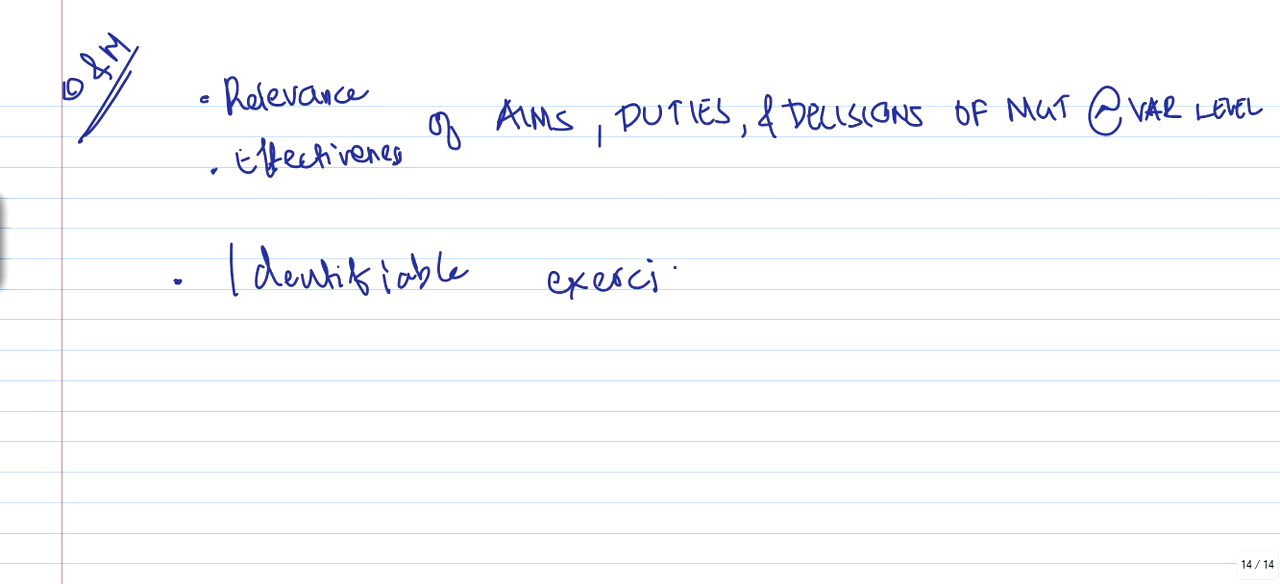 O&M
• Relevance
of AIMS, DUTIES, & DECISIONS OF MGT @ VAR LEVEL
• Effectiveness
• Identifiable exerci
14 / 14